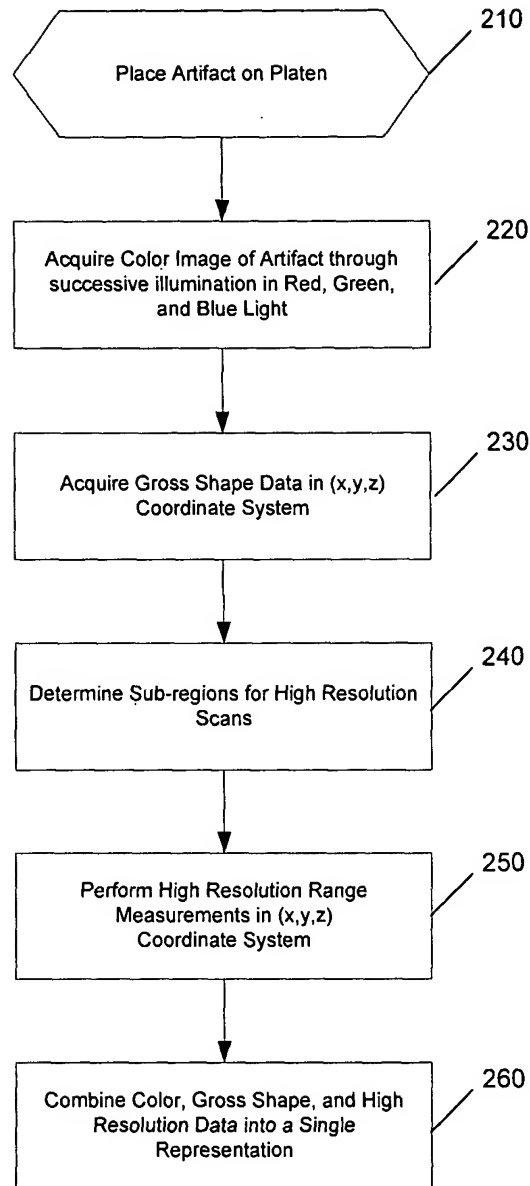 210
Place Artifact on Platen
220
Acquire Color Image of Artifact through
successive illumination in Red, Green,
and Blue Light
230
Acquire Gross Shape Data in (x,y,z)
Coordinate System
240
Determine Sub-regions for High Resolution
Scans
250
Perform High Resolution Range
Measurements in (x,y,z)
Coordinate System
260
Combine Color, Gross Shape, and High
Resolution Data into a Single
Representation